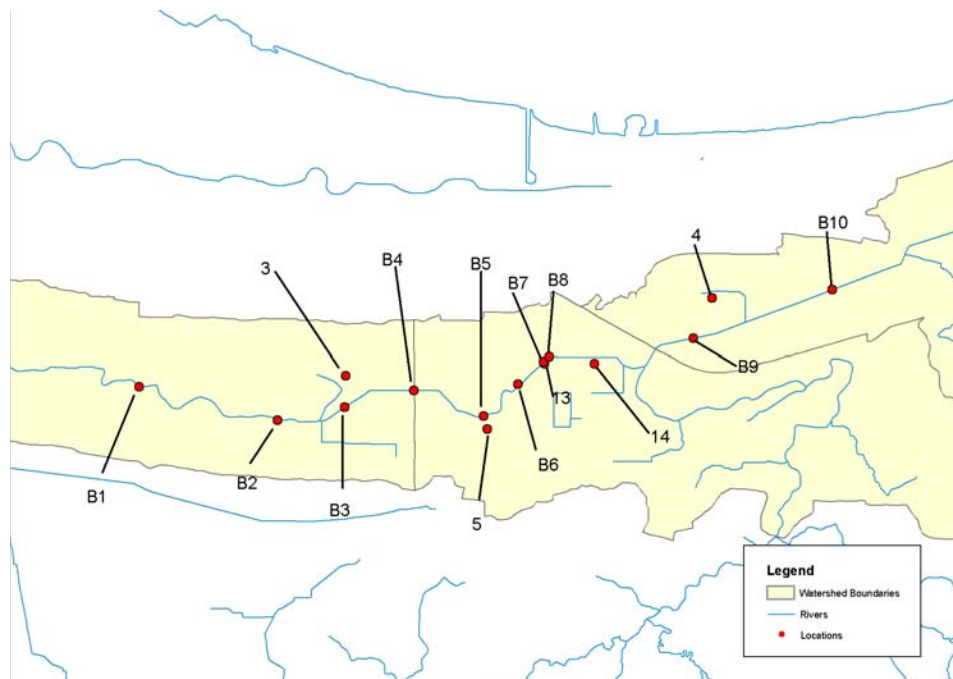 B10
4
B4
B5
B8
3
B7
B9
13
14
B6
B2
B1
B3
5
Legend
Watershed Boundaries
Rivers
Locations